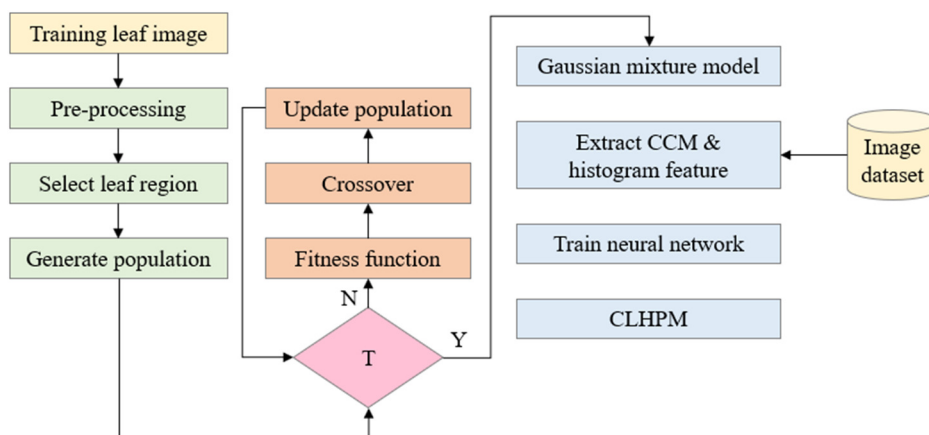 Training leaf image
Pre-processing
Select leaf region
Generate population
Update population
Crossover
Fitness function
N
T
Y
Gaussian mixture model
Extract CCM &
histogram feature
Train neural network
CLHPM
Image
dataset